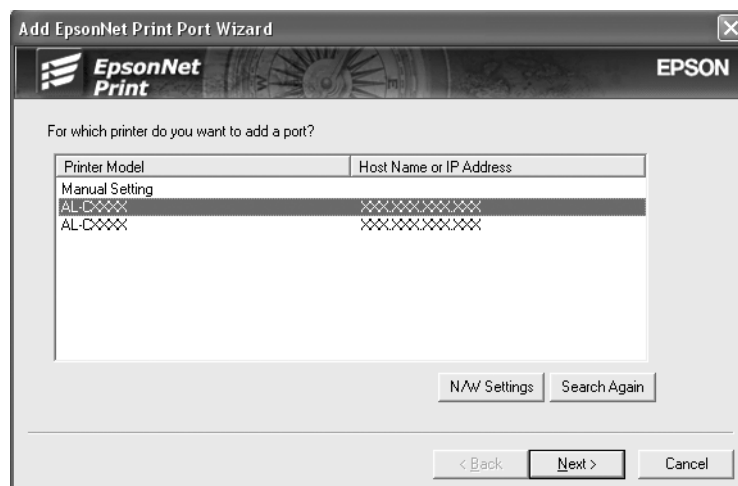 Add EpsonNet Print Port Wizard
EpsonNet
Print
EPSON
For which printer do you want to add a port?
Printer Model Host Name or IP Address
Manual Setting
AL-CXXXX XXX.XXX.XXX.XXX
AL-CXXXX XXX.XXX.XXX.XXX
N/W Settings Search Again
< Back Next > Cancel